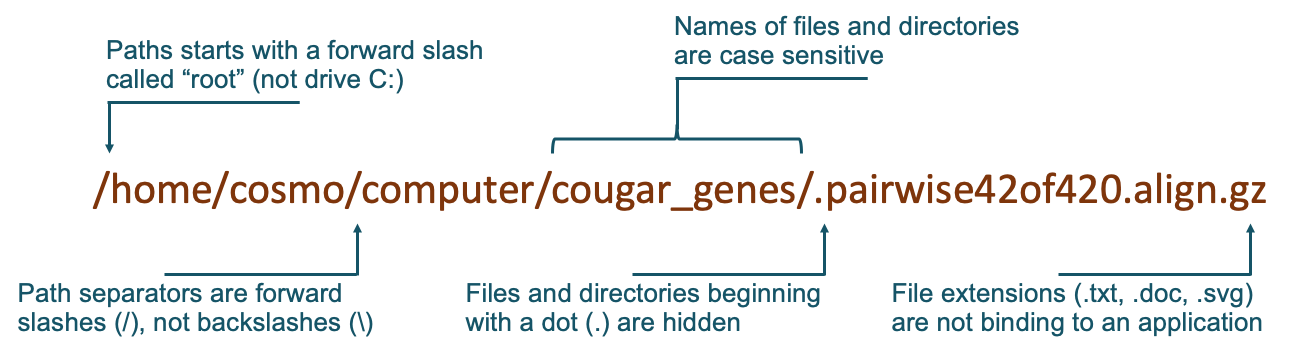 Names of files and directories
are case sensitive
Paths starts with a forward slash
called “root” (not drive C:)
/home/cosmo/computer/cougar_genes/.pairwise42of420.align.gz
Path separators are forward
slashes (/), not backslashes (\)
Files and directories beginning
with a dot (.) are hidden
File extensions (.txt, .doc, .svg)
are not binding to an application